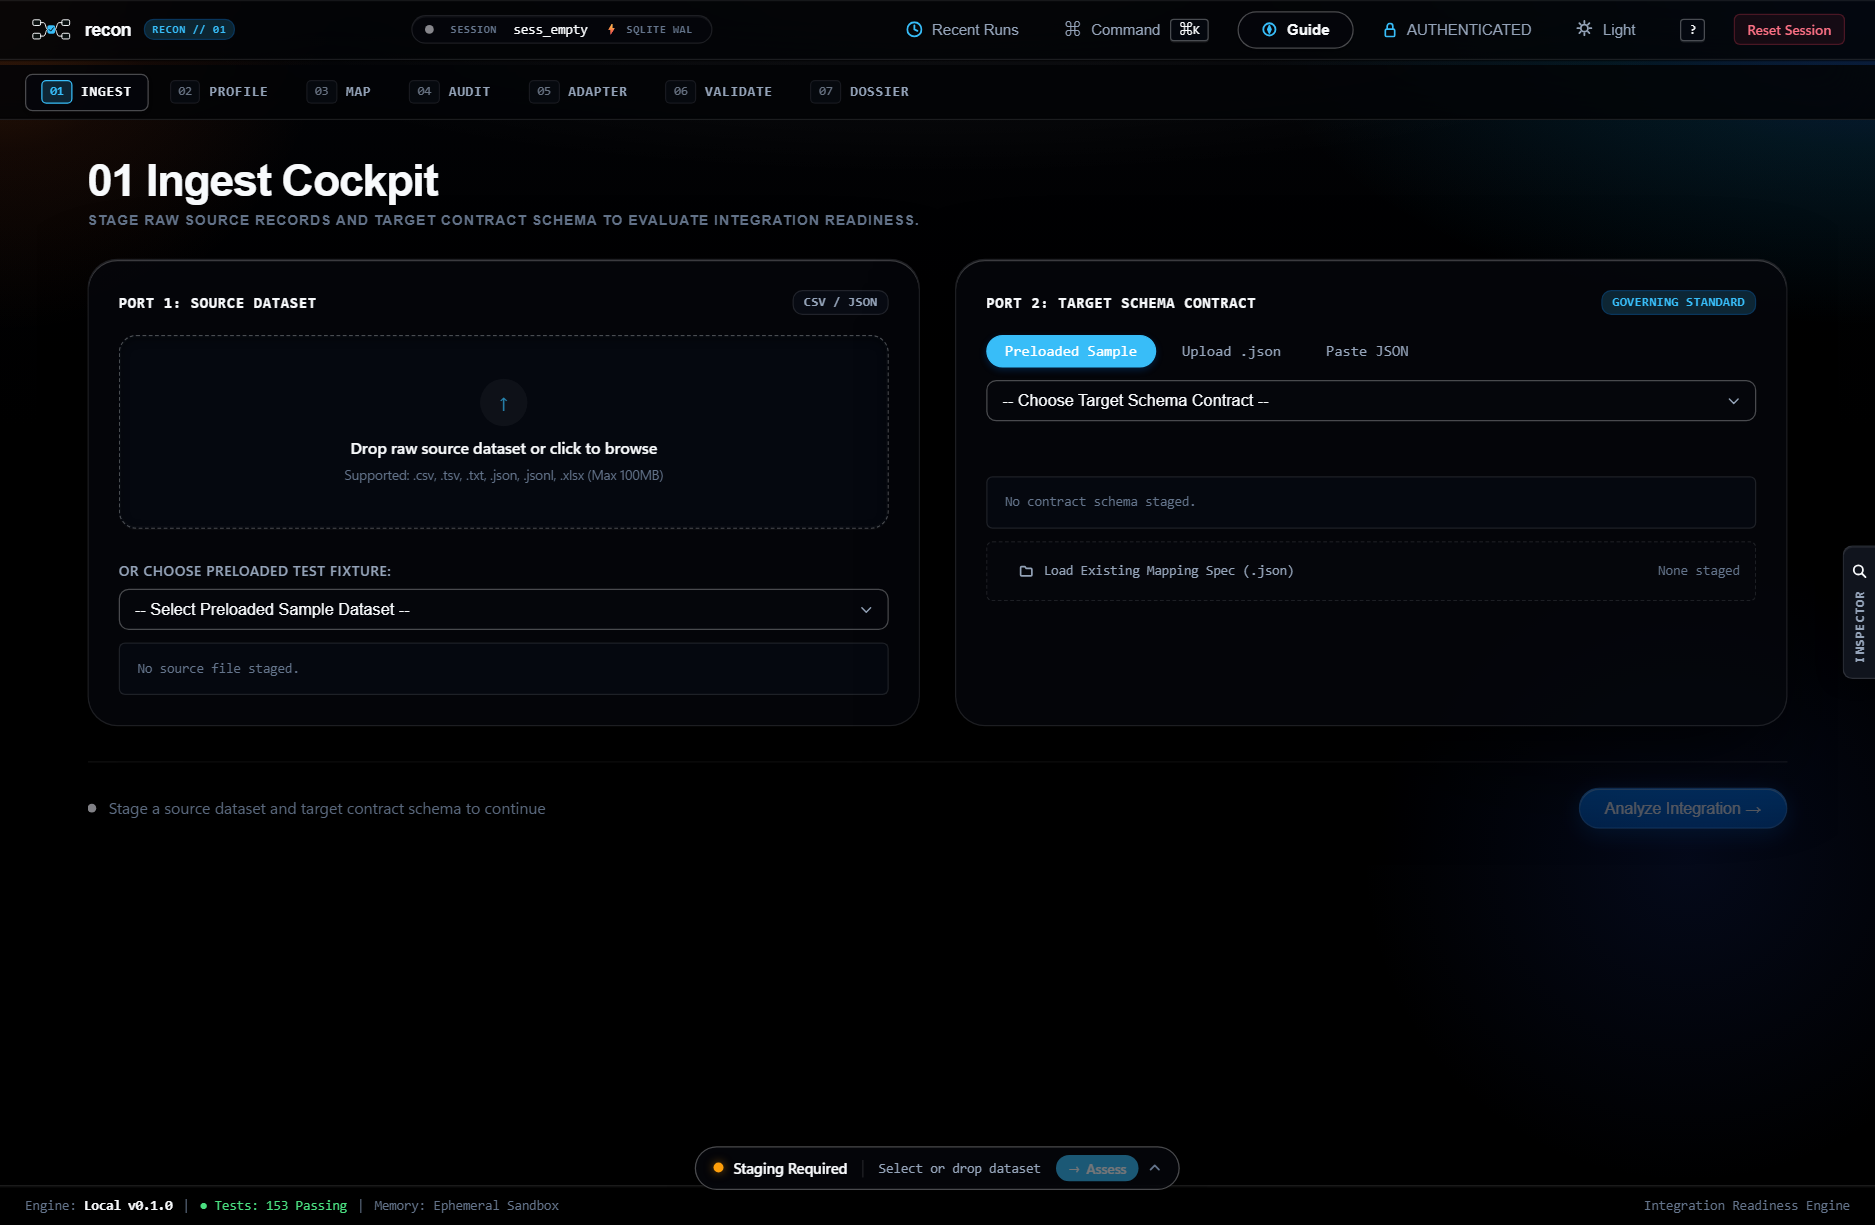 recon RECON // 01
SESSION sess_empty SQLITE WAL
Recent Runs
Command ⌘K
Guide
AUTHENTICATED
Light
?
Reset Session
01 INGEST
02 PROFILE
03 MAP
04 AUDIT
05 ADAPTER
06 VALIDATE
07 DOSSIER
01 Ingest Cockpit
STAGE RAW SOURCE RECORDS AND TARGET CONTRACT SCHEMA TO EVALUATE INTEGRATION READINESS.
PORT 1: SOURCE DATASET
CSV / JSON
↑
Drop raw source dataset or click to browse
Supported: .csv, .tsv, .txt, .json, .jsonl, .xlsx (Max 100MB)
OR CHOOSE PRELOADED TEST FIXTURE:
-- Select Preloaded Sample Dataset --
No source file staged.
PORT 2: TARGET SCHEMA CONTRACT
GOVERNING STANDARD
Preloaded Sample
Upload .json
Paste JSON
-- Choose Target Schema Contract --
No contract schema staged.
Load Existing Mapping Spec (.json)
None staged
INSPECTOR
Stage a source dataset and target contract schema to continue
Analyze Integration →
Staging Required
Select or drop dataset
→ Assess
Engine: Local v0.1.0 | ● Tests: 153 Passing | Memory: Ephemeral Sandbox
Integration Readiness Engine